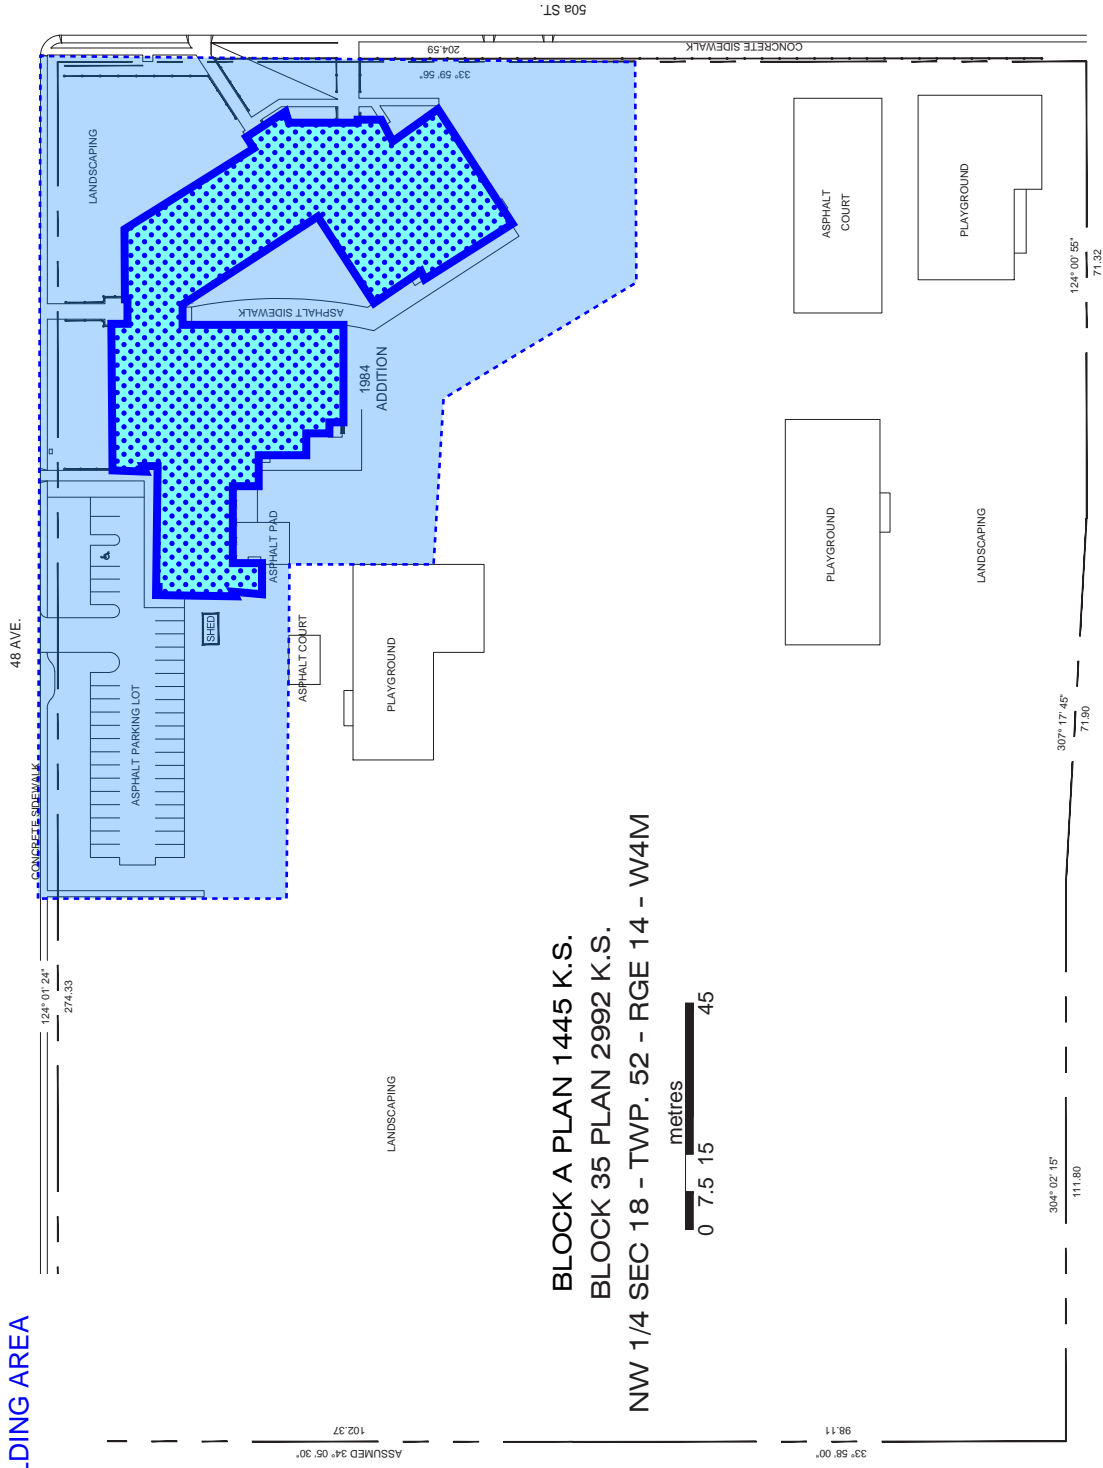 50a ST.
CONCRETE SIDEWALK
204.59
33° 59' 56"
LANDSCAPING
ASPHALT
COURT
PLAYGROUND
124° 00' 55"
71.32
ASPHALT SIDEWALK
1984
ADDITION
ASPHALT PAD
PLAYGROUND
LANDSCAPING
48 AVE.
SHED
ASPHALT COURT
PLAYGROUND
ASPHALT PARKING LOT
CONCRETE SIDEWALK
307° 17' 45"
71.90
124° 01' 24"
274.33
LANDSCAPING
BLOCK A PLAN 1445 K.S.
BLOCK 35 PLAN 2992 K.S.
NW 1/4 SEC 18 - TWP. 52 - RGE 14 - W4M
metres
0 7.5 15 45
304° 02' 15"
111.80
LDING AREA
102.37
ASSUMED 34° 05' 30"
98.11
33° 58' 00"